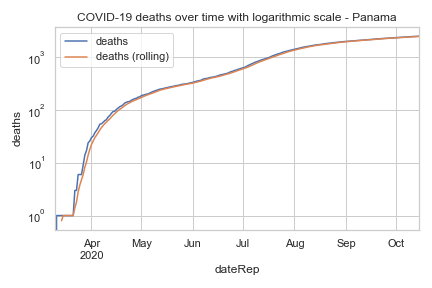 COVID-19 deaths over time with logarithmic scale - Panama
deaths
deaths (rolling)
10³
10²
10¹
10⁰
deaths
Apr
2020
May
Jun
Jul
Aug
Sep
Oct
dateRep